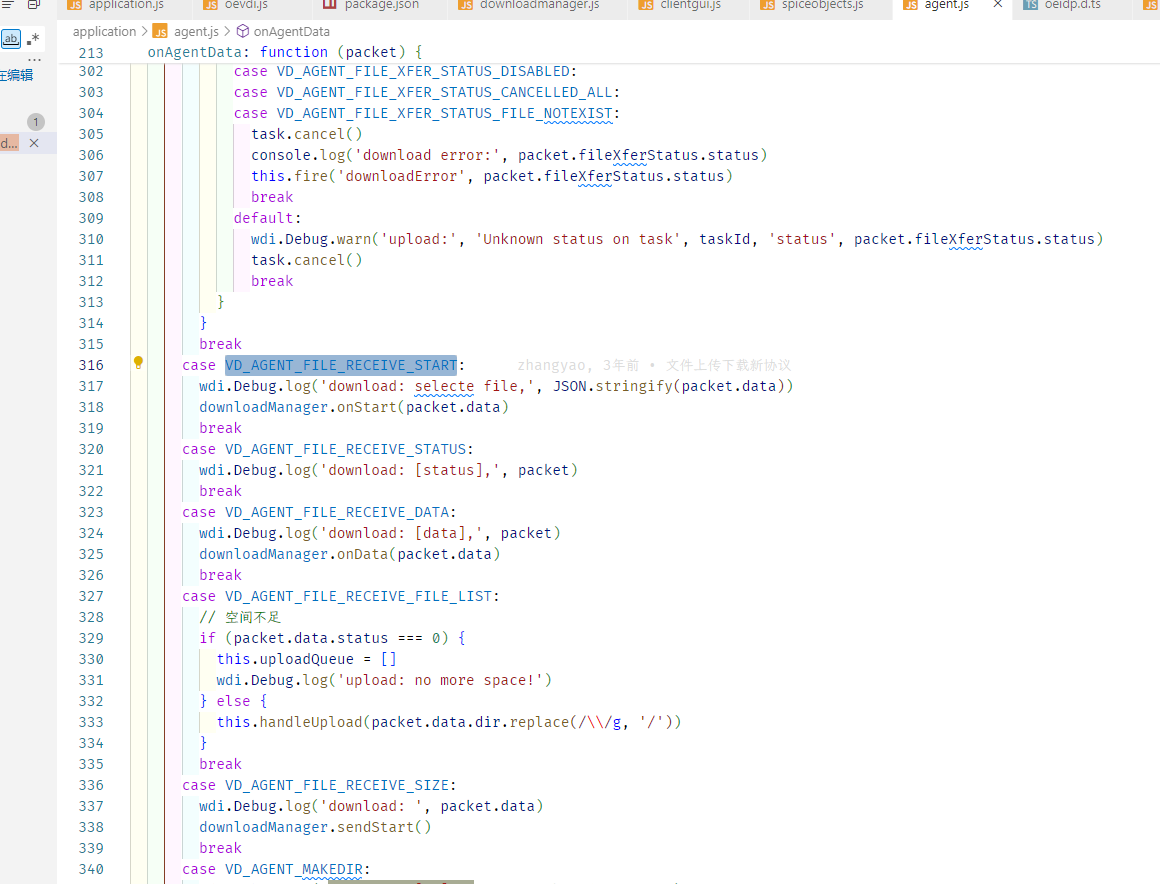 application.js oevdi.js package.json downloadmanager.js clientgui.js spiceobjects.js agent.js oeidp.d.ts
application > agent.js > onAgentData
213 onAgentData: function (packet) {
302 case VD_AGENT_FILE_XFER_STATUS_DISABLED:
303 case VD_AGENT_FILE_XFER_STATUS_CANCELLED_ALL:
304 case VD_AGENT_FILE_XFER_STATUS_FILE_NOTEXIST:
305 task.cancel()
306 console.log('download error:', packet.fileXferStatus.status)
307 this.fire('downloadError', packet.fileXferStatus.status)
308 break
309 default:
310 wdi.Debug.warn('upload:', 'Unknown status on task', taskId, 'status', packet.fileXferStatus.status)
311 task.cancel()
312 break
313 }
314 }
315 break
316 case VD_AGENT_FILE_RECEIVE_START: zhangyao, 3年前 • 文件上传下载新协议
317 wdi.Debug.log('download: selecte file,', JSON.stringify(packet.data))
318 downloadManager.onStart(packet.data)
319 break
320 case VD_AGENT_FILE_RECEIVE_STATUS:
321 wdi.Debug.log('download: [status],', packet)
322 break
323 case VD_AGENT_FILE_RECEIVE_DATA:
324 wdi.Debug.log('download: [data],', packet)
325 downloadManager.onData(packet.data)
326 break
327 case VD_AGENT_FILE_RECEIVE_FILE_LIST:
328 // 空间不足
329 if (packet.data.status === 0) {
330 this.uploadQueue = []
331 wdi.Debug.log('upload: no more space!')
332 } else {
333 this.handleUpload(packet.data.dir.replace(/\\/g, '/'))
334 }
335 break
336 case VD_AGENT_FILE_RECEIVE_SIZE:
337 wdi.Debug.log('download: ', packet.data)
338 downloadManager.sendStart()
339 break
340 case VD_AGENT_MAKEDIR:
ab .*
...
在编辑
1
d...